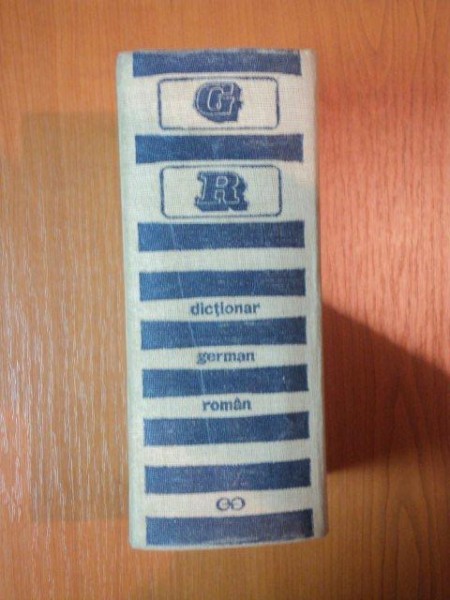 G
R
dicționar
german
român